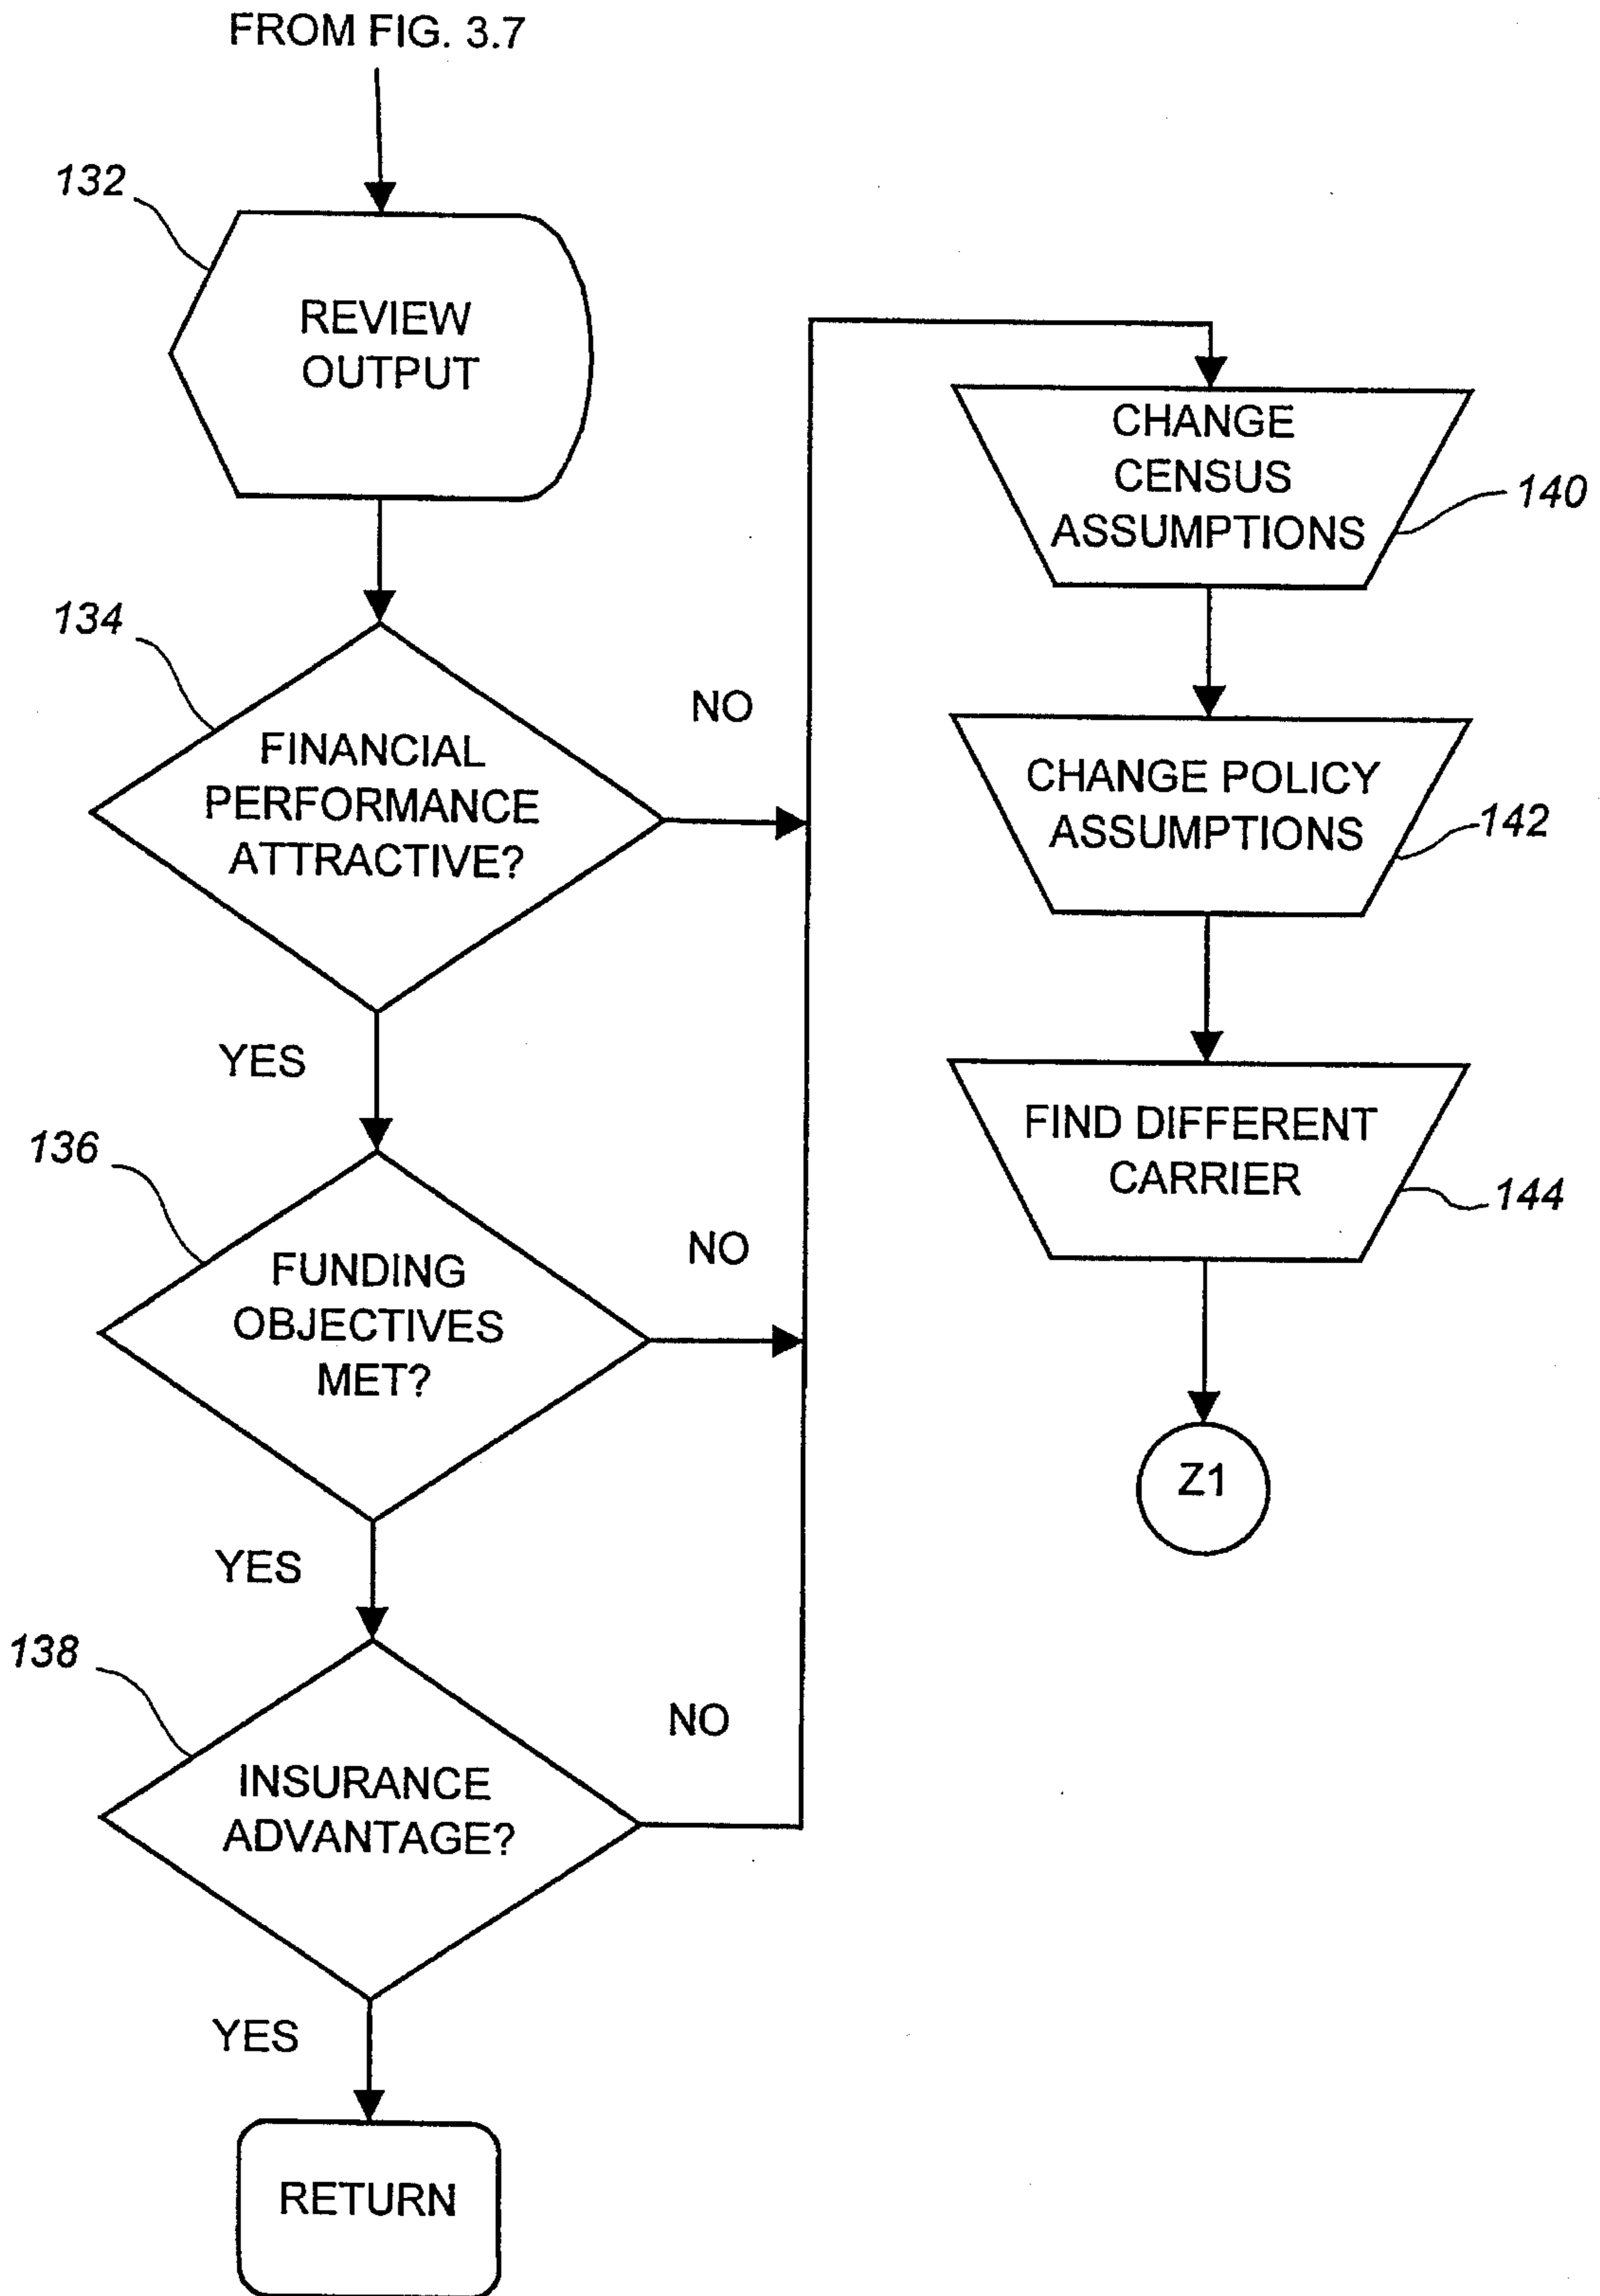 FROM FIG. 3.7
132
REVIEW
OUTPUT
134
FINANCIAL
PERFORMANCE
ATTRACTIVE?
NO
YES
136
FUNDING
OBJECTIVES
MET?
NO
YES
138
INSURANCE
ADVANTAGE?
NO
YES
RETURN
CHANGE
CENSUS
ASSUMPTIONS
140
CHANGE POLICY
ASSUMPTIONS
142
FIND DIFFERENT
CARRIER
144
Z1